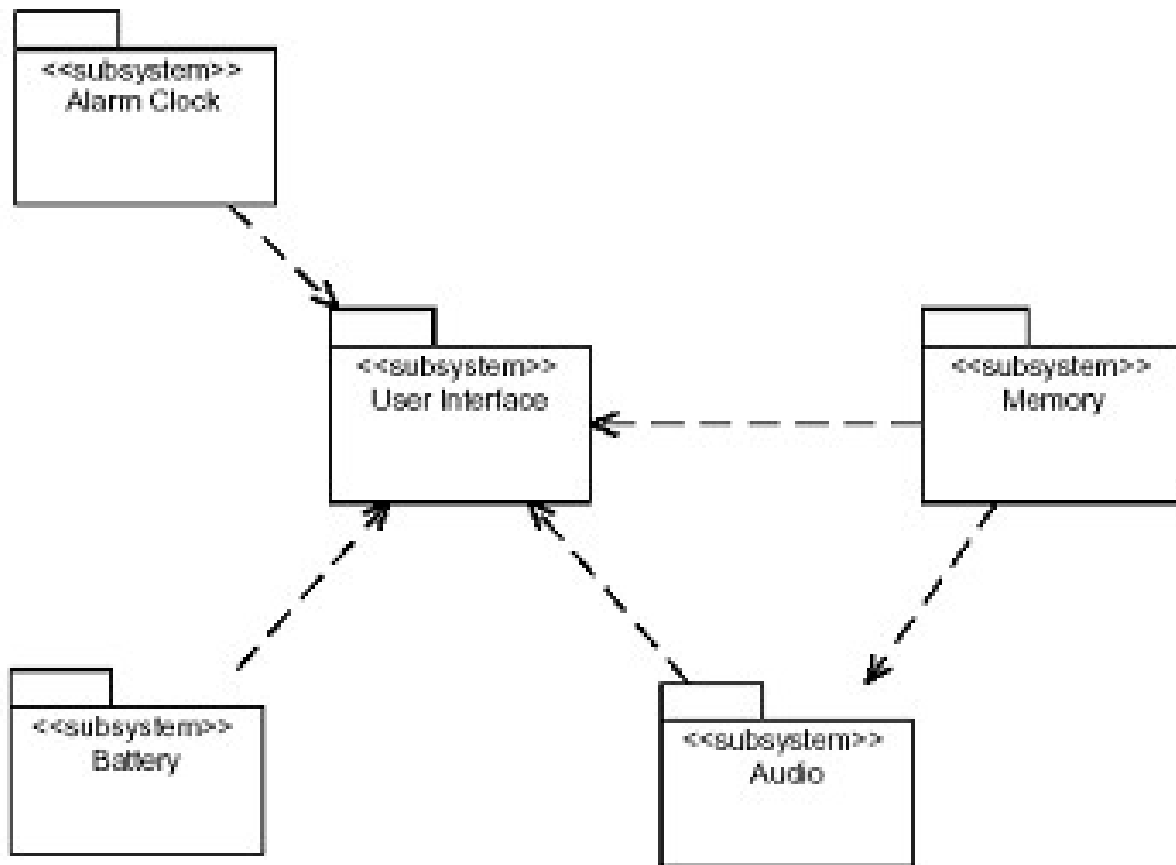 <<subsystem>>
Alarm Clock
<<subsystem>>
User Interface
<<subsystem>>
Memory
<<subsystem>>
Battery
<<subsystem>>
Audio